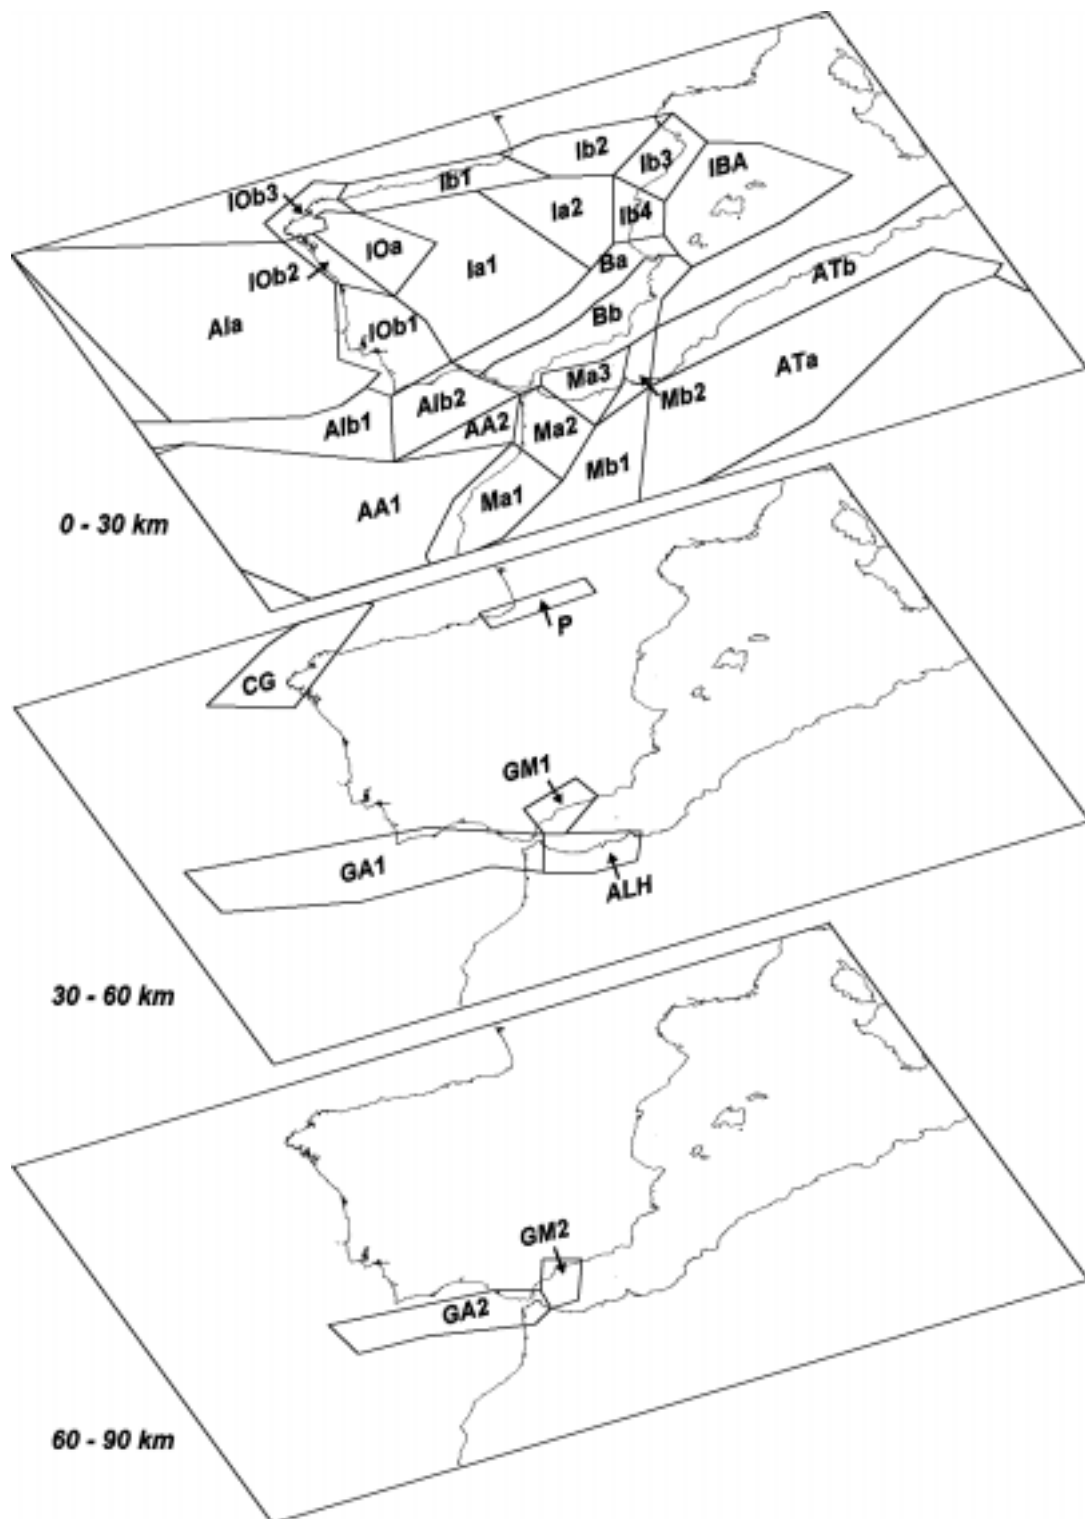 Ib2
Ib3
IBA
Ib1
IOb3
Ia2
Ib4
IOa
Ia1
Ba
IOb2
ATb
AIa
IOb1
Bb
ATa
Ma3
Mb2
AIb2
AIb1
AA2
Ma2
Mb1
Ma1
AA1
0 - 30 km
P
CG
GM1
GA1
ALH
30 - 60 km
GM2
GA2
60 - 90 km